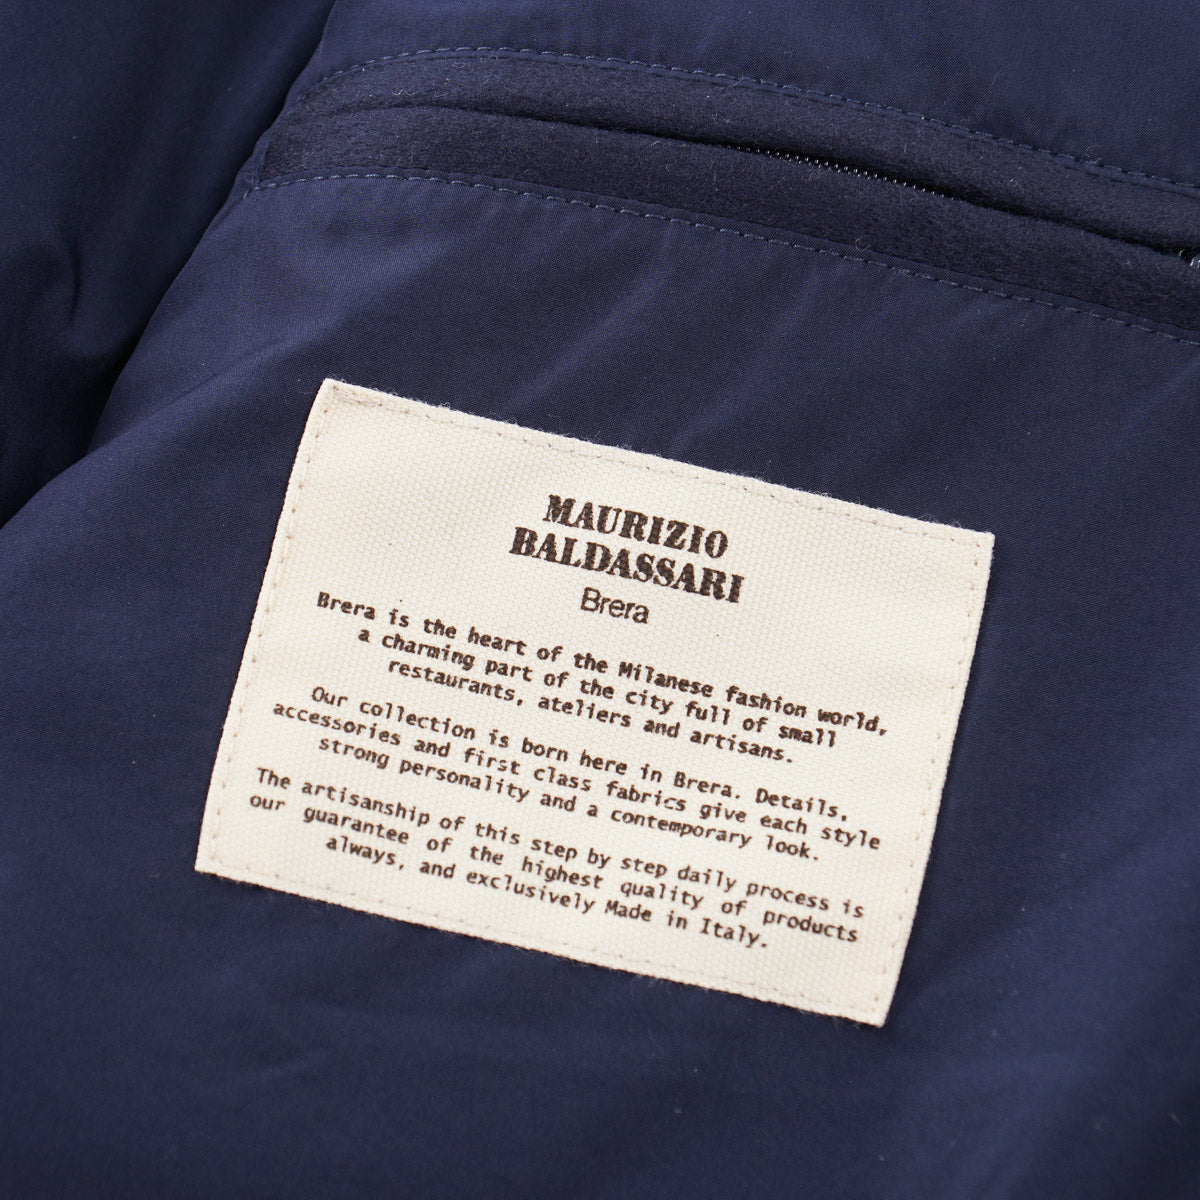 MAURIZIO
BALDASSARI
Brera
Brera is the heart of the Milanese fashion world,
a charming part of the city full of small
restaurants, ateliers and artisans.
Our collection is born here in Brera. Details,
accessories and first class fabrics give each style
strong personality and a contemporary look.
The artisanship of this step by step daily process is
our guarantee of the highest quality of products
always, and exclusively Made in Italy.